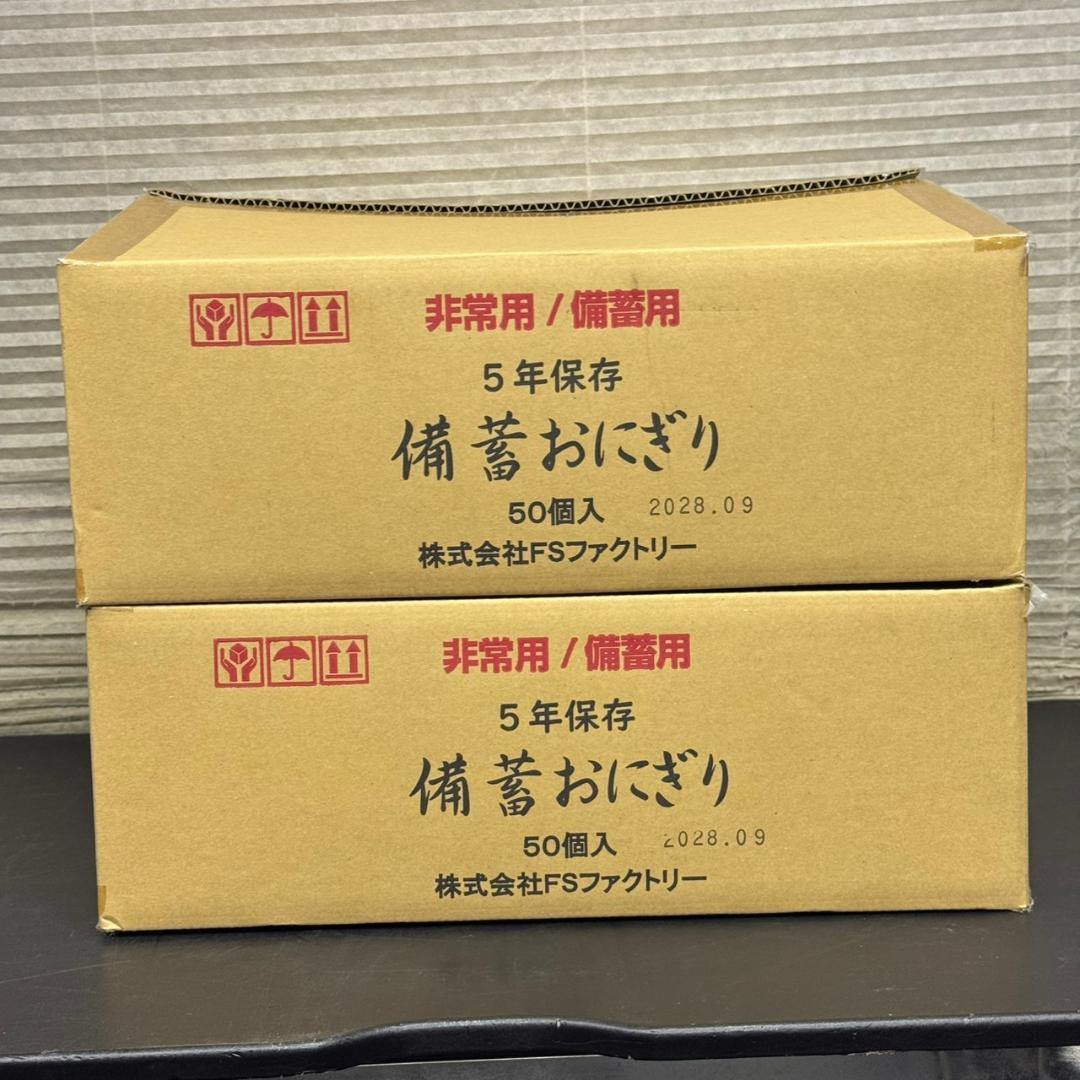 非常用 / 備蓄用
5年保存
備蓄おにぎり
50個入 2028.09
株式会社FSファクトリー
非常用 / 備蓄用
5年保存
備蓄おにぎり
50個入 2028.09
株式会社FSファクトリー